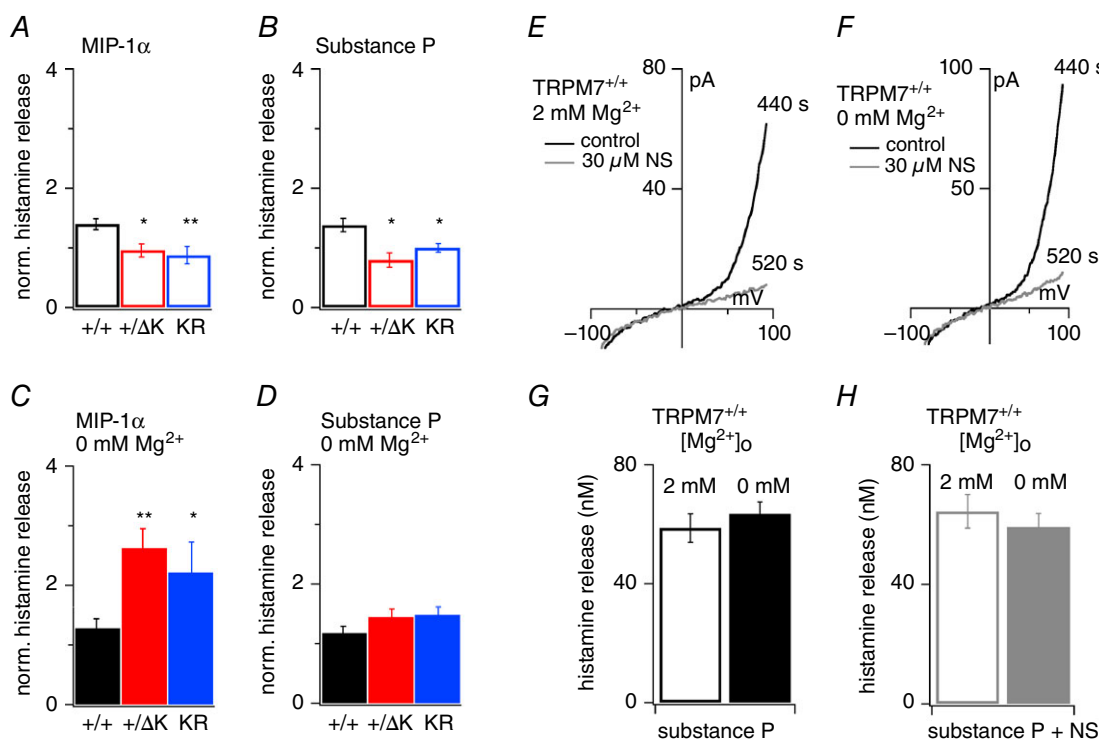 A
MIP-1α
norm. histamine release
4
2
0
+/+ +/ΔK KR
* **
B
Substance P
norm. histamine release
4
2
0
+/+ +/ΔK KR
* *
E
TRPM7+/+
2 mM Mg2+
control
30 µM NS
80
pA
40
440 s
520 s
mV
−100
100
F
TRPM7+/+
0 mM Mg2+
control
30 µM NS
100
pA
50
440 s
520 s
mV
−100
100
C
MIP-1α
0 mM Mg2+
norm. histamine release
4
2
0
** *
+/+ +/ΔK KR
D
Substance P
0 mM Mg2+
norm. histamine release
4
2
0
+/+ +/ΔK KR
G
TRPM7+/+
[Mg2+]o
histamine release (nM)
80
40
0
2 mM 0 mM
substance P
H
TRPM7+/+
[Mg2+]o
histamine release (nM)
80
40
0
2 mM 0 mM
substance P + NS